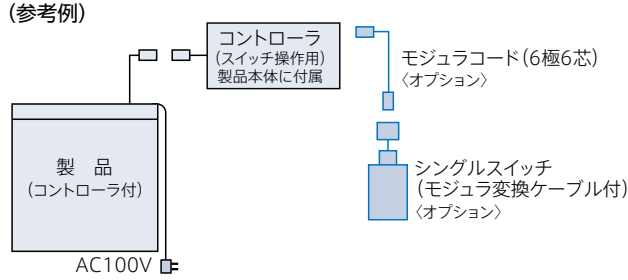 (参考例)
コントローラ
(スイッチ操作用)
製品本体に付属
モジュラコード(6極6芯)
〈オプション〉
製 品
(コントローラ付)
シングルスイッチ
(モジュラ変換ケーブル付)
〈オプション〉
AC100V